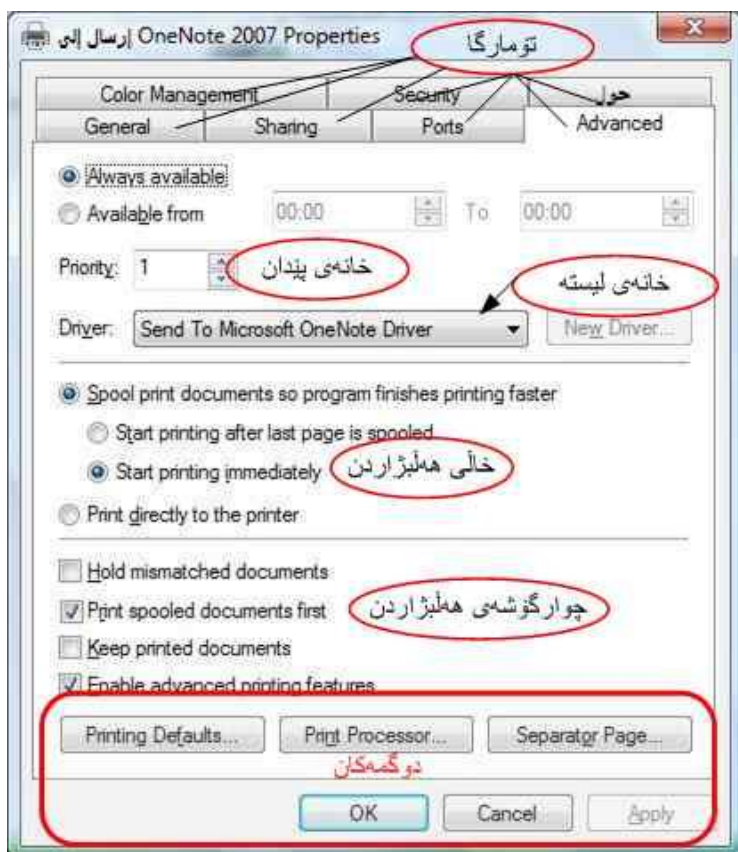 إرسال إلى OneNote 2007 Properties
تۆمارگا
Color Management Security حول
General Sharing Ports Advanced
Always available
Available from 00:00 To 00:00
Priority: 1 خانەی پێدان
خانەی لیستە
Driver: Send To Microsoft OneNote Driver New Driver...
Spool print documents so program finishes printing faster
Start printing after last page is spooled
Start printing immediately خاڵی هەڵبژاردن
Print directly to the printer
Hold mismatched documents
Print spooled documents first چوارگۆشەی هەڵبژاردن
Keep printed documents
Enable advanced printing features
Printing Defaults... Print Processor... Separator Page...
دوگمەکان
OK Cancel Apply